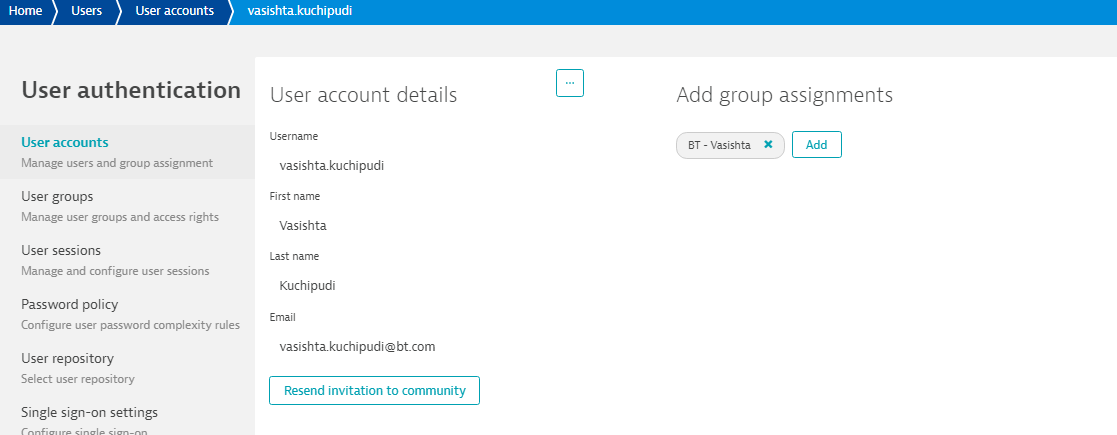 Home
Users
User accounts
vasishta.kuchipudi
User authentication
User accounts
Manage users and group assignment
User groups
Manage user groups and access rights
User sessions
Manage and configure user sessions
Password policy
Configure user password complexity rules
User repository
Select user repository
Single sign-on settings
Configure single sign-on
User account details
...
Username
vasishta.kuchipudi
First name
Vasishta
Last name
Kuchipudi
Email
vasishta.kuchipudi@bt.com
Resend invitation to community
Add group assignments
BT - Vasishta
Add